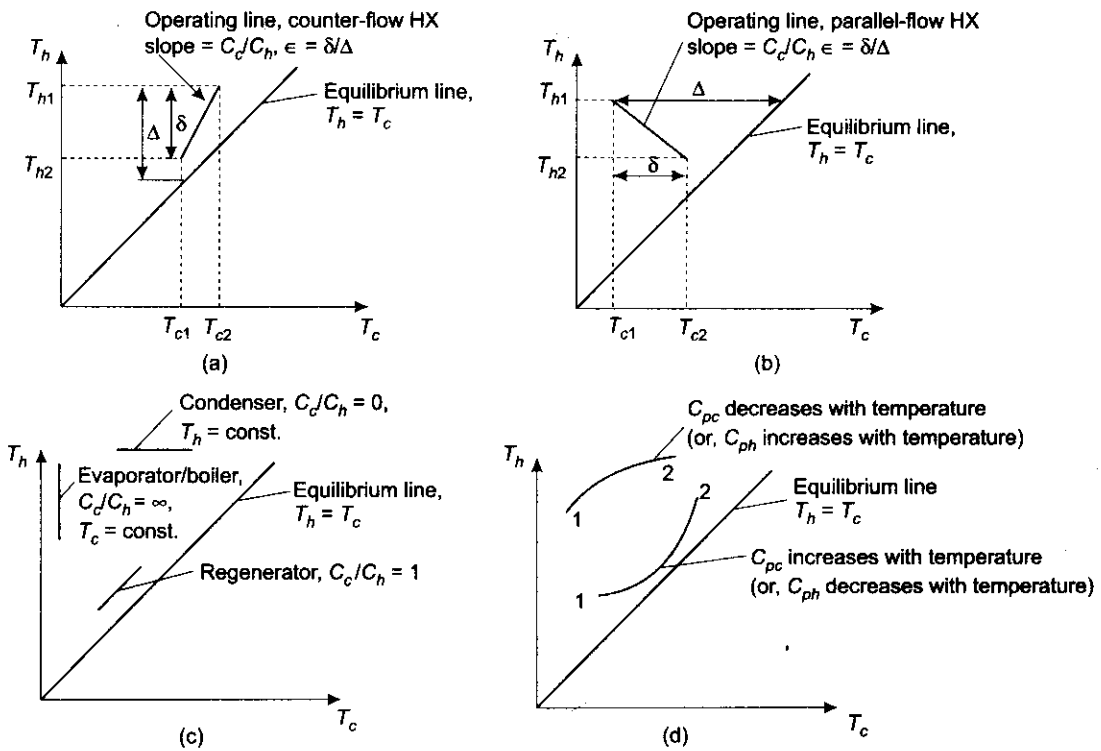 Operating line, counter-flow HX
slope = C_c/C_h, ϵ = δ/Δ
T_h
T_h1
Δ
δ
T_h2
Equilibrium line,
T_h = T_c
T_c1
T_c2
T_c
(a)
Operating line, parallel-flow HX
slope = C_c/C_h ϵ = δ/Δ
T_h
T_h1
Δ
Equilibrium line,
T_h = T_c
T_h2
δ
T_c1
T_c2
T_c
(b)
Condenser, C_c/C_h = 0,
T_h = const.
T_h
Evaporator/boiler,
C_c/C_h = ∞,
T_c = const.
Equilibrium line,
T_h = T_c
Regenerator, C_c/C_h = 1
T_c
(c)
C_pc decreases with temperature
(or, C_ph increases with temperature)
T_h
2
1
2
Equilibrium line
T_h = T_c
C_pc increases with temperature
(or, C_ph decreases with temperature)
1
T_c
(d)